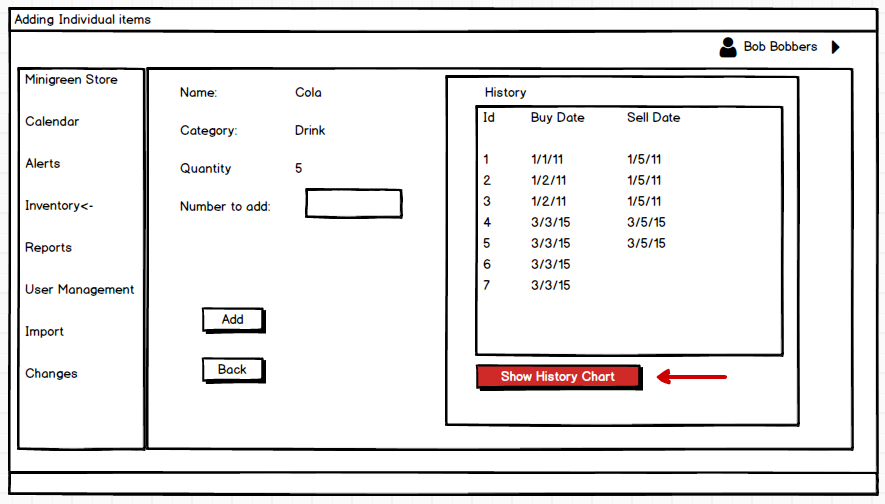 Adding Individual items
Bob Bobbers
Minigreen Store
Calendar
Alerts
Inventory<-
Reports
User Management
Import
Changes
Name: Cola
Category: Drink
Quantity 5
Number to add:
Add
Back
History
Id Buy Date Sell Date
1 1/1/11 1/5/11
2 1/2/11 1/5/11
3 1/2/11 1/5/11
4 3/3/15 3/5/15
5 3/3/15 3/5/15
6 3/3/15
7 3/3/15
Show History Chart